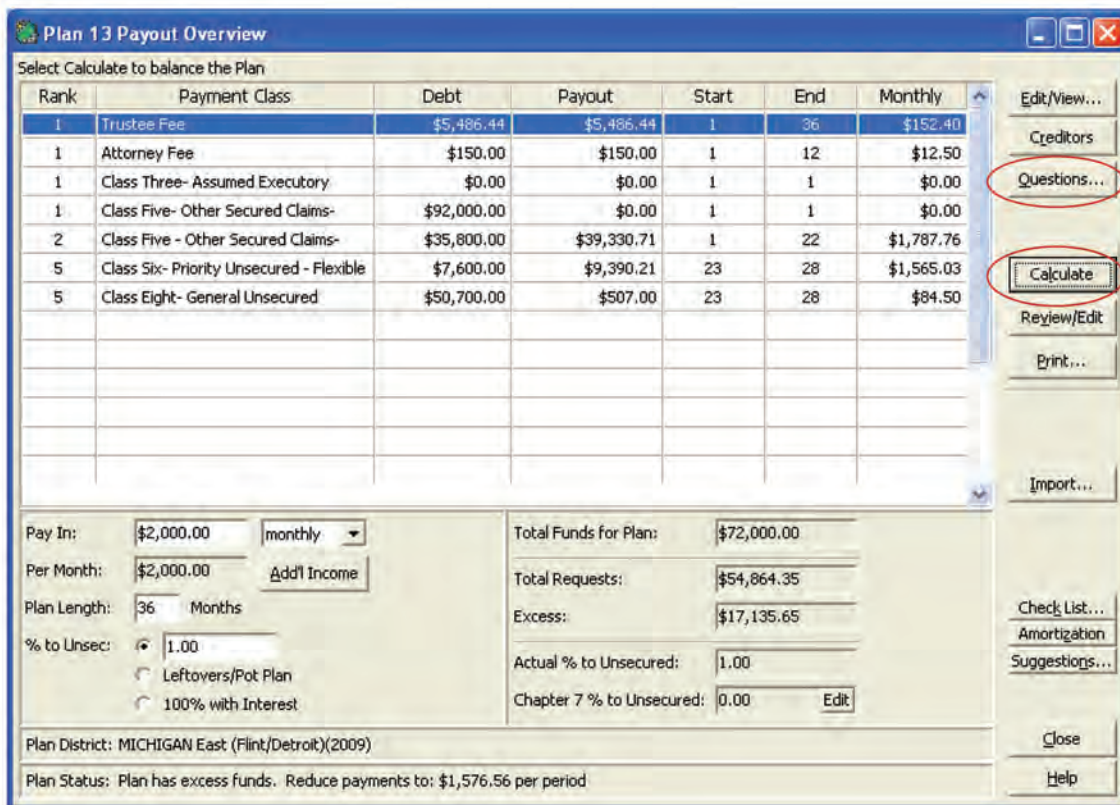 Plan 13 Payout Overview
Select Calculate to balance the Plan
Rank Payment Class Debt Payout Start End Monthly
1 Trustee Fee $5,486.44 $5,486.44 1 36 $152.40
1 Attorney Fee $150.00 $150.00 1 12 $12.50
1 Class Three- Assumed Executory $0.00 $0.00 1 1 $0.00
1 Class Five- Other Secured Claims- $92,000.00 $0.00 1 1 $0.00
2 Class Five - Other Secured Claims- $35,800.00 $39,330.71 1 22 $1,787.76
5 Class Six- Priority Unsecured - Flexible $7,600.00 $9,390.21 23 28 $1,565.03
5 Class Eight- General Unsecured $50,700.00 $507.00 23 28 $84.50
Edit/View...
Creditors
Questions...
Calculate
Review/Edit
Print...
Import...
Pay In: $2,000.00 monthly
Per Month: $2,000.00 Add'l Income
Plan Length: 36 Months
% to Unsec: 1.00
Leftovers/Pot Plan
100% with Interest
Total Funds for Plan: $72,000.00
Total Requests: $54,864.35
Excess: $17,135.65
Actual % to Unsecured: 1.00
Chapter 7 % to Unsecured: 0.00 Edit
Check List...
Amortization
Suggestions...
Close
Help
Plan District: MICHIGAN East (Flint/Detroit)(2009)
Plan Status: Plan has excess funds. Reduce payments to: $1,576.56 per period